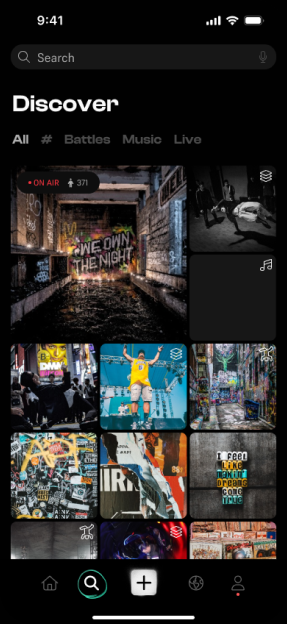 9:41
Search
Discover
All # Battles Music Live
ON AIR 371
WE OWN
THE NIGHT
I feel
like
making
dreams
come
true